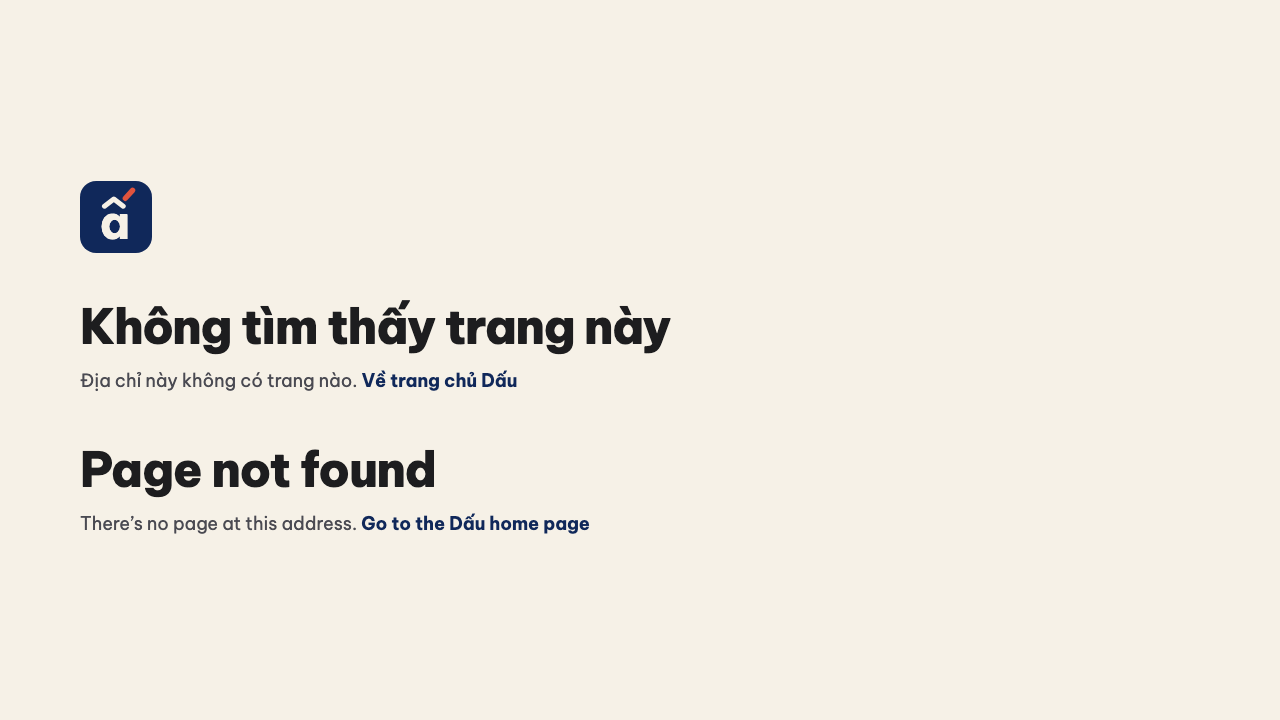 ấ
Không tìm thấy trang này
Địa chỉ này không có trang nào. Về trang chủ Dấu
Page not found
There’s no page at this address. Go to the Dấu home page